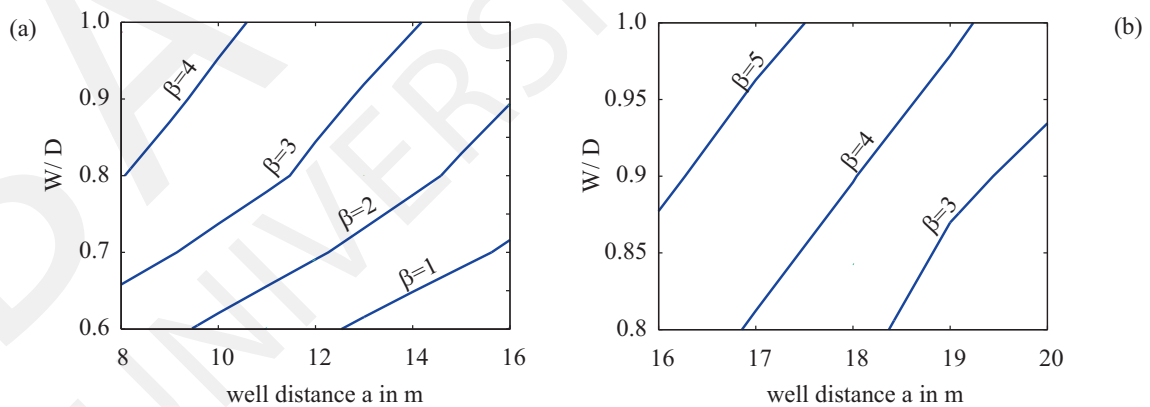 (a)
1.0
0.9
0.8
0.7
0.6
W/ D
β=4
β=3
β=2
β=1
8 10 12 14 16
well distance a in m
(b)
1.0
0.95
0.9
0.85
0.8
W/ D
β=5
β=4
β=3
16 17 18 19 20
well distance a in m
UNIVERSI